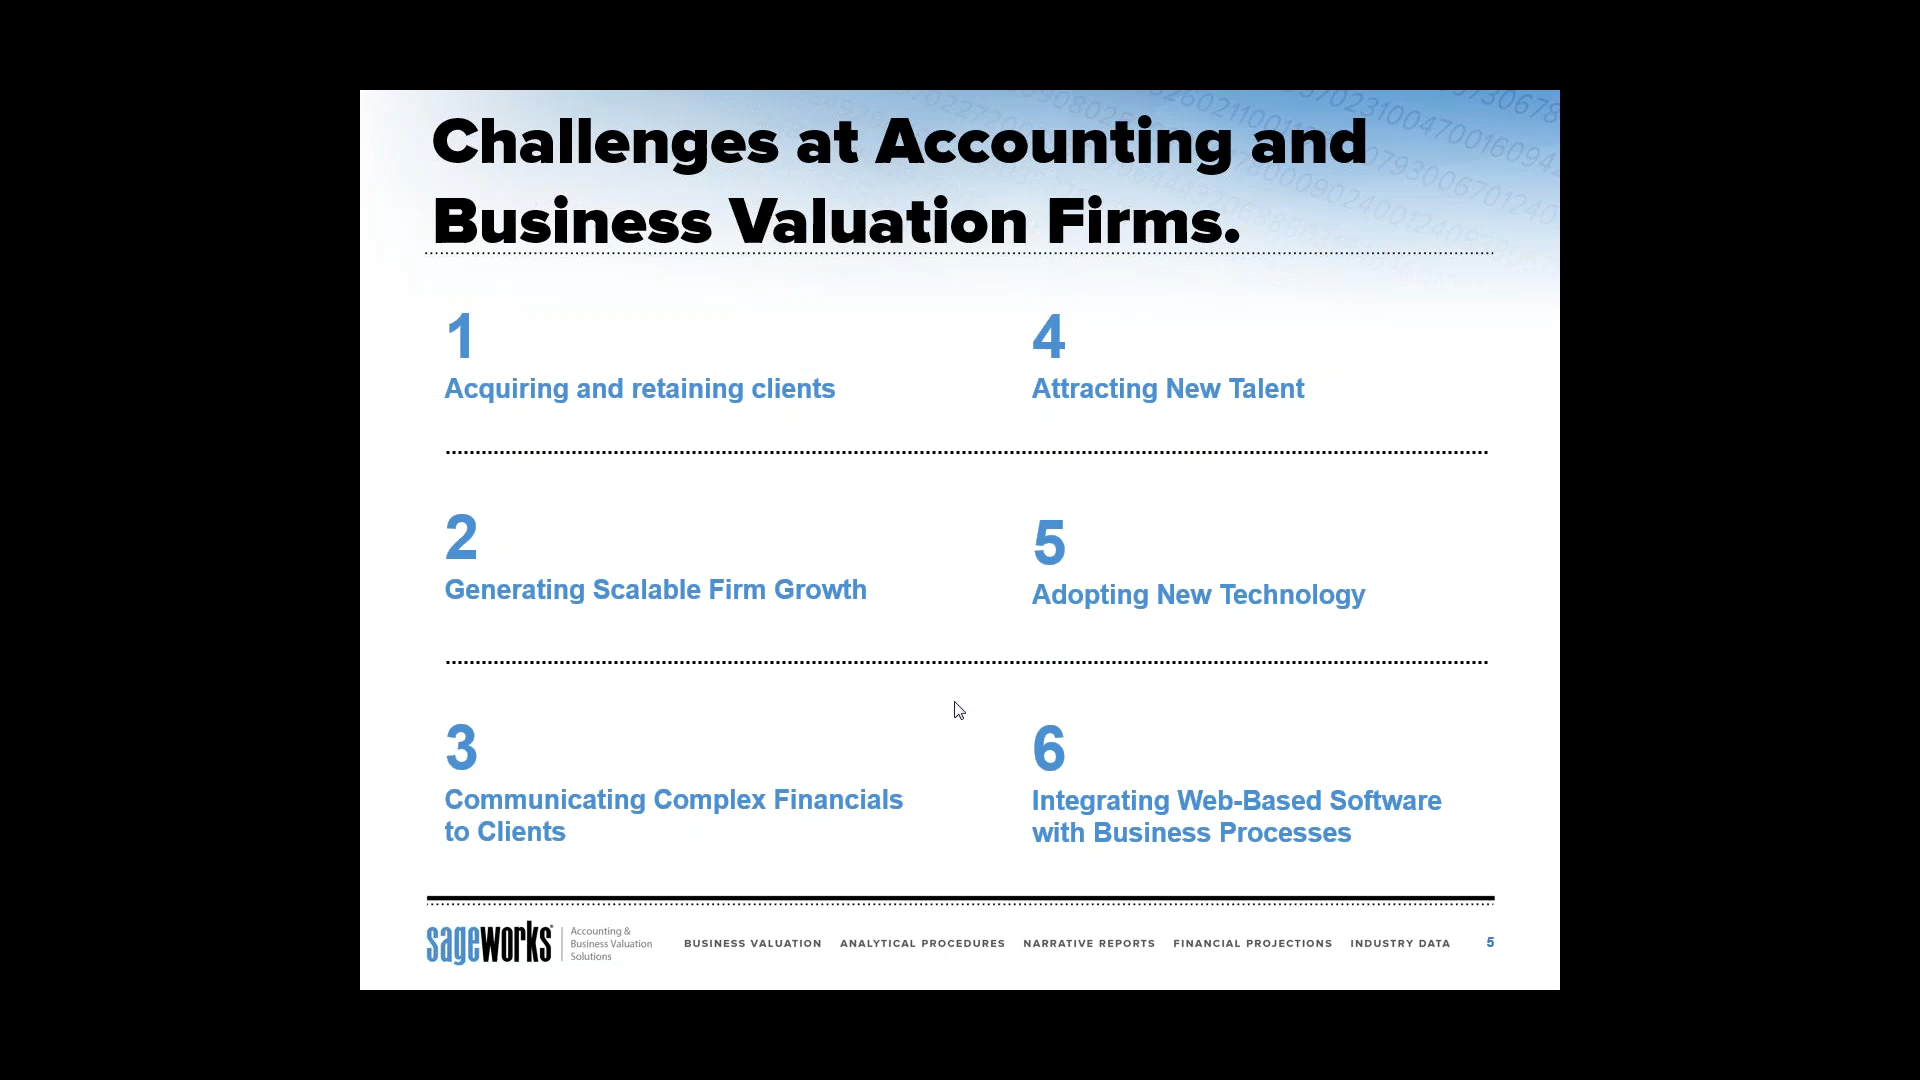 Challenges at Accounting and
Business Valuation Firms.
1
Acquiring and retaining clients
2
Generating Scalable Firm Growth
3
Communicating Complex Financials
to Clients
4
Attracting New Talent
5
Adopting New Technology
6
Integrating Web-Based Software
with Business Processes
sageworks
Accounting &
Business Valuation
Solutions
BUSINESS VALUATION ANALYTICAL PROCEDURES NARRATIVE REPORTS FINANCIAL PROJECTIONS INDUSTRY DATA 5